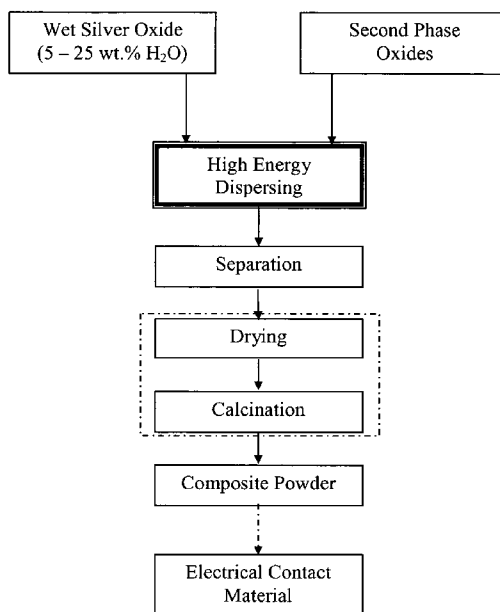 Wet Silver Oxide
(5 – 25 wt.% H₂O)
Second Phase
Oxides
High Energy
Dispersing
Separation
Drying
Calcination
Composite Powder
Electrical Contact
Material